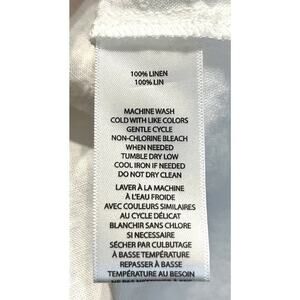 100% LINEN
100% LIN
MACHINE WASH
COLD WITH LIKE COLORS
GENTLE CYCLE
NON-CHLORINE BLEACH
WHEN NEEDED
TUMBLE DRY LOW
COOL IRON IF NEEDED
DO NOT DRY CLEAN
LAVER À LA MACHINE
À L'EAU FROIDE
AVEC COULEURS SIMILAIRES
AU CYCLE DÉLICAT
BLANCHIR SANS CHLORE
SI NECESSAIRE
SÉCHER PAR CULBUTAGE
À BASSE TEMPÉRATURE
REPASSER À BASSE
TEMPÉRATURE AU BESOIN